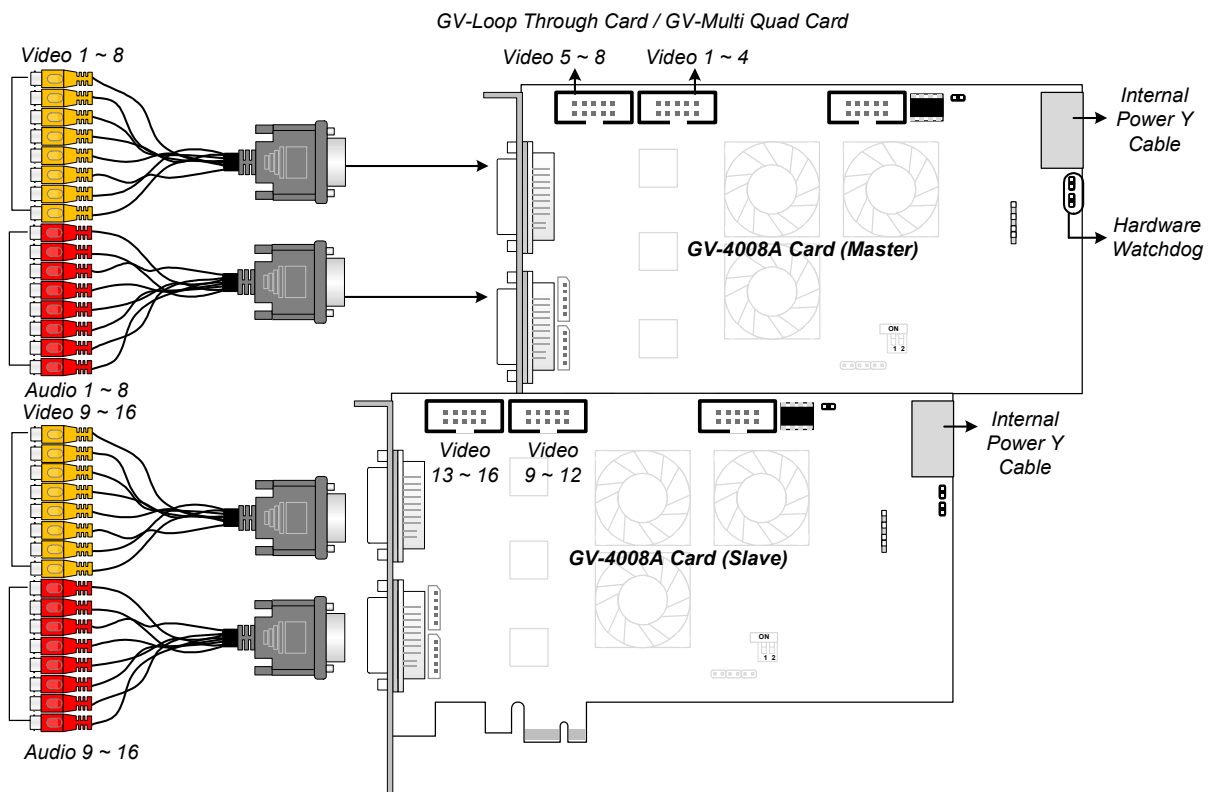 GV-Loop Through Card / GV-Multi Quad Card
Video 1 ~ 8
Video 5 ~ 8
Video 1 ~ 4
Internal
Power Y
Cable
Hardware
Watchdog
GV-4008A Card (Master)
ON
1 2
Audio 1 ~ 8
Video 9 ~ 16
Video
13 ~ 16
Video
9 ~ 12
Internal
Power Y
Cable
GV-4008A Card (Slave)
ON
1 2
Audio 9 ~ 16